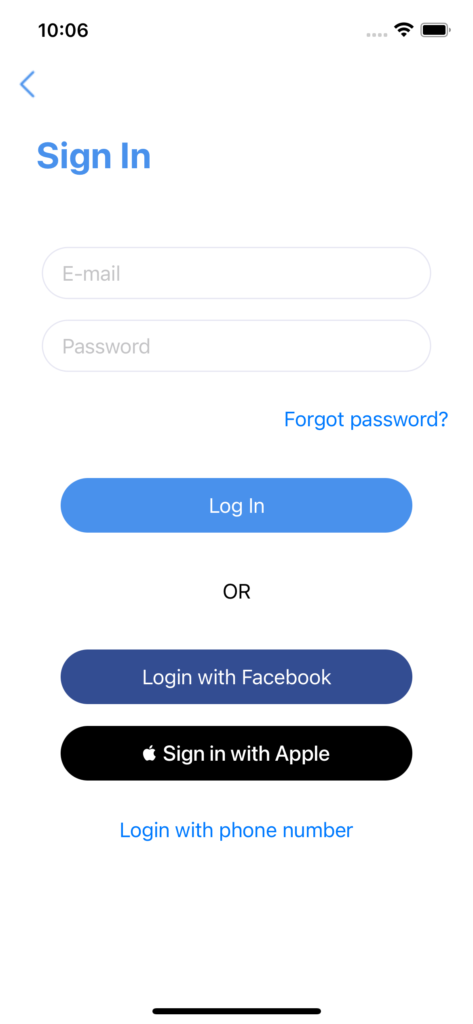 10:06
Sign In
E-mail
Password
Forgot password?
Log In
OR
Login with Facebook
Sign in with Apple
Login with phone number